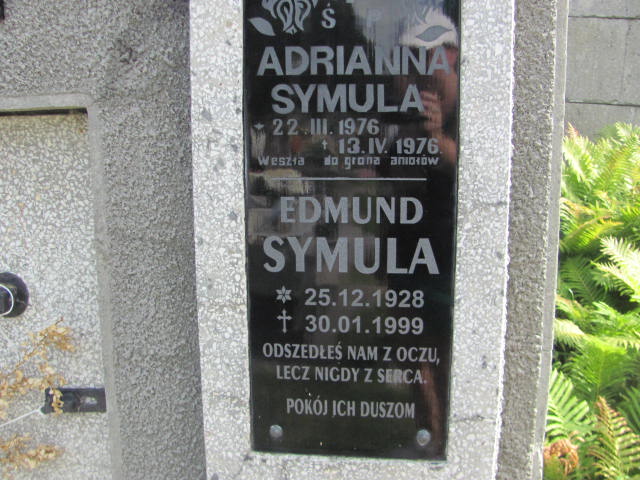 Ś P
ADRIANNA
SYMULA
* 22.III.1976
† 13.IV.1976
Weszła do grona aniołów
EDMUND
SYMULA
* 25.12.1928
† 30.01.1999
ODSZEDŁEŚ NAM Z OCZU,
LECZ NIGDY Z SERCA.
POKÓJ ICH DUSZOM